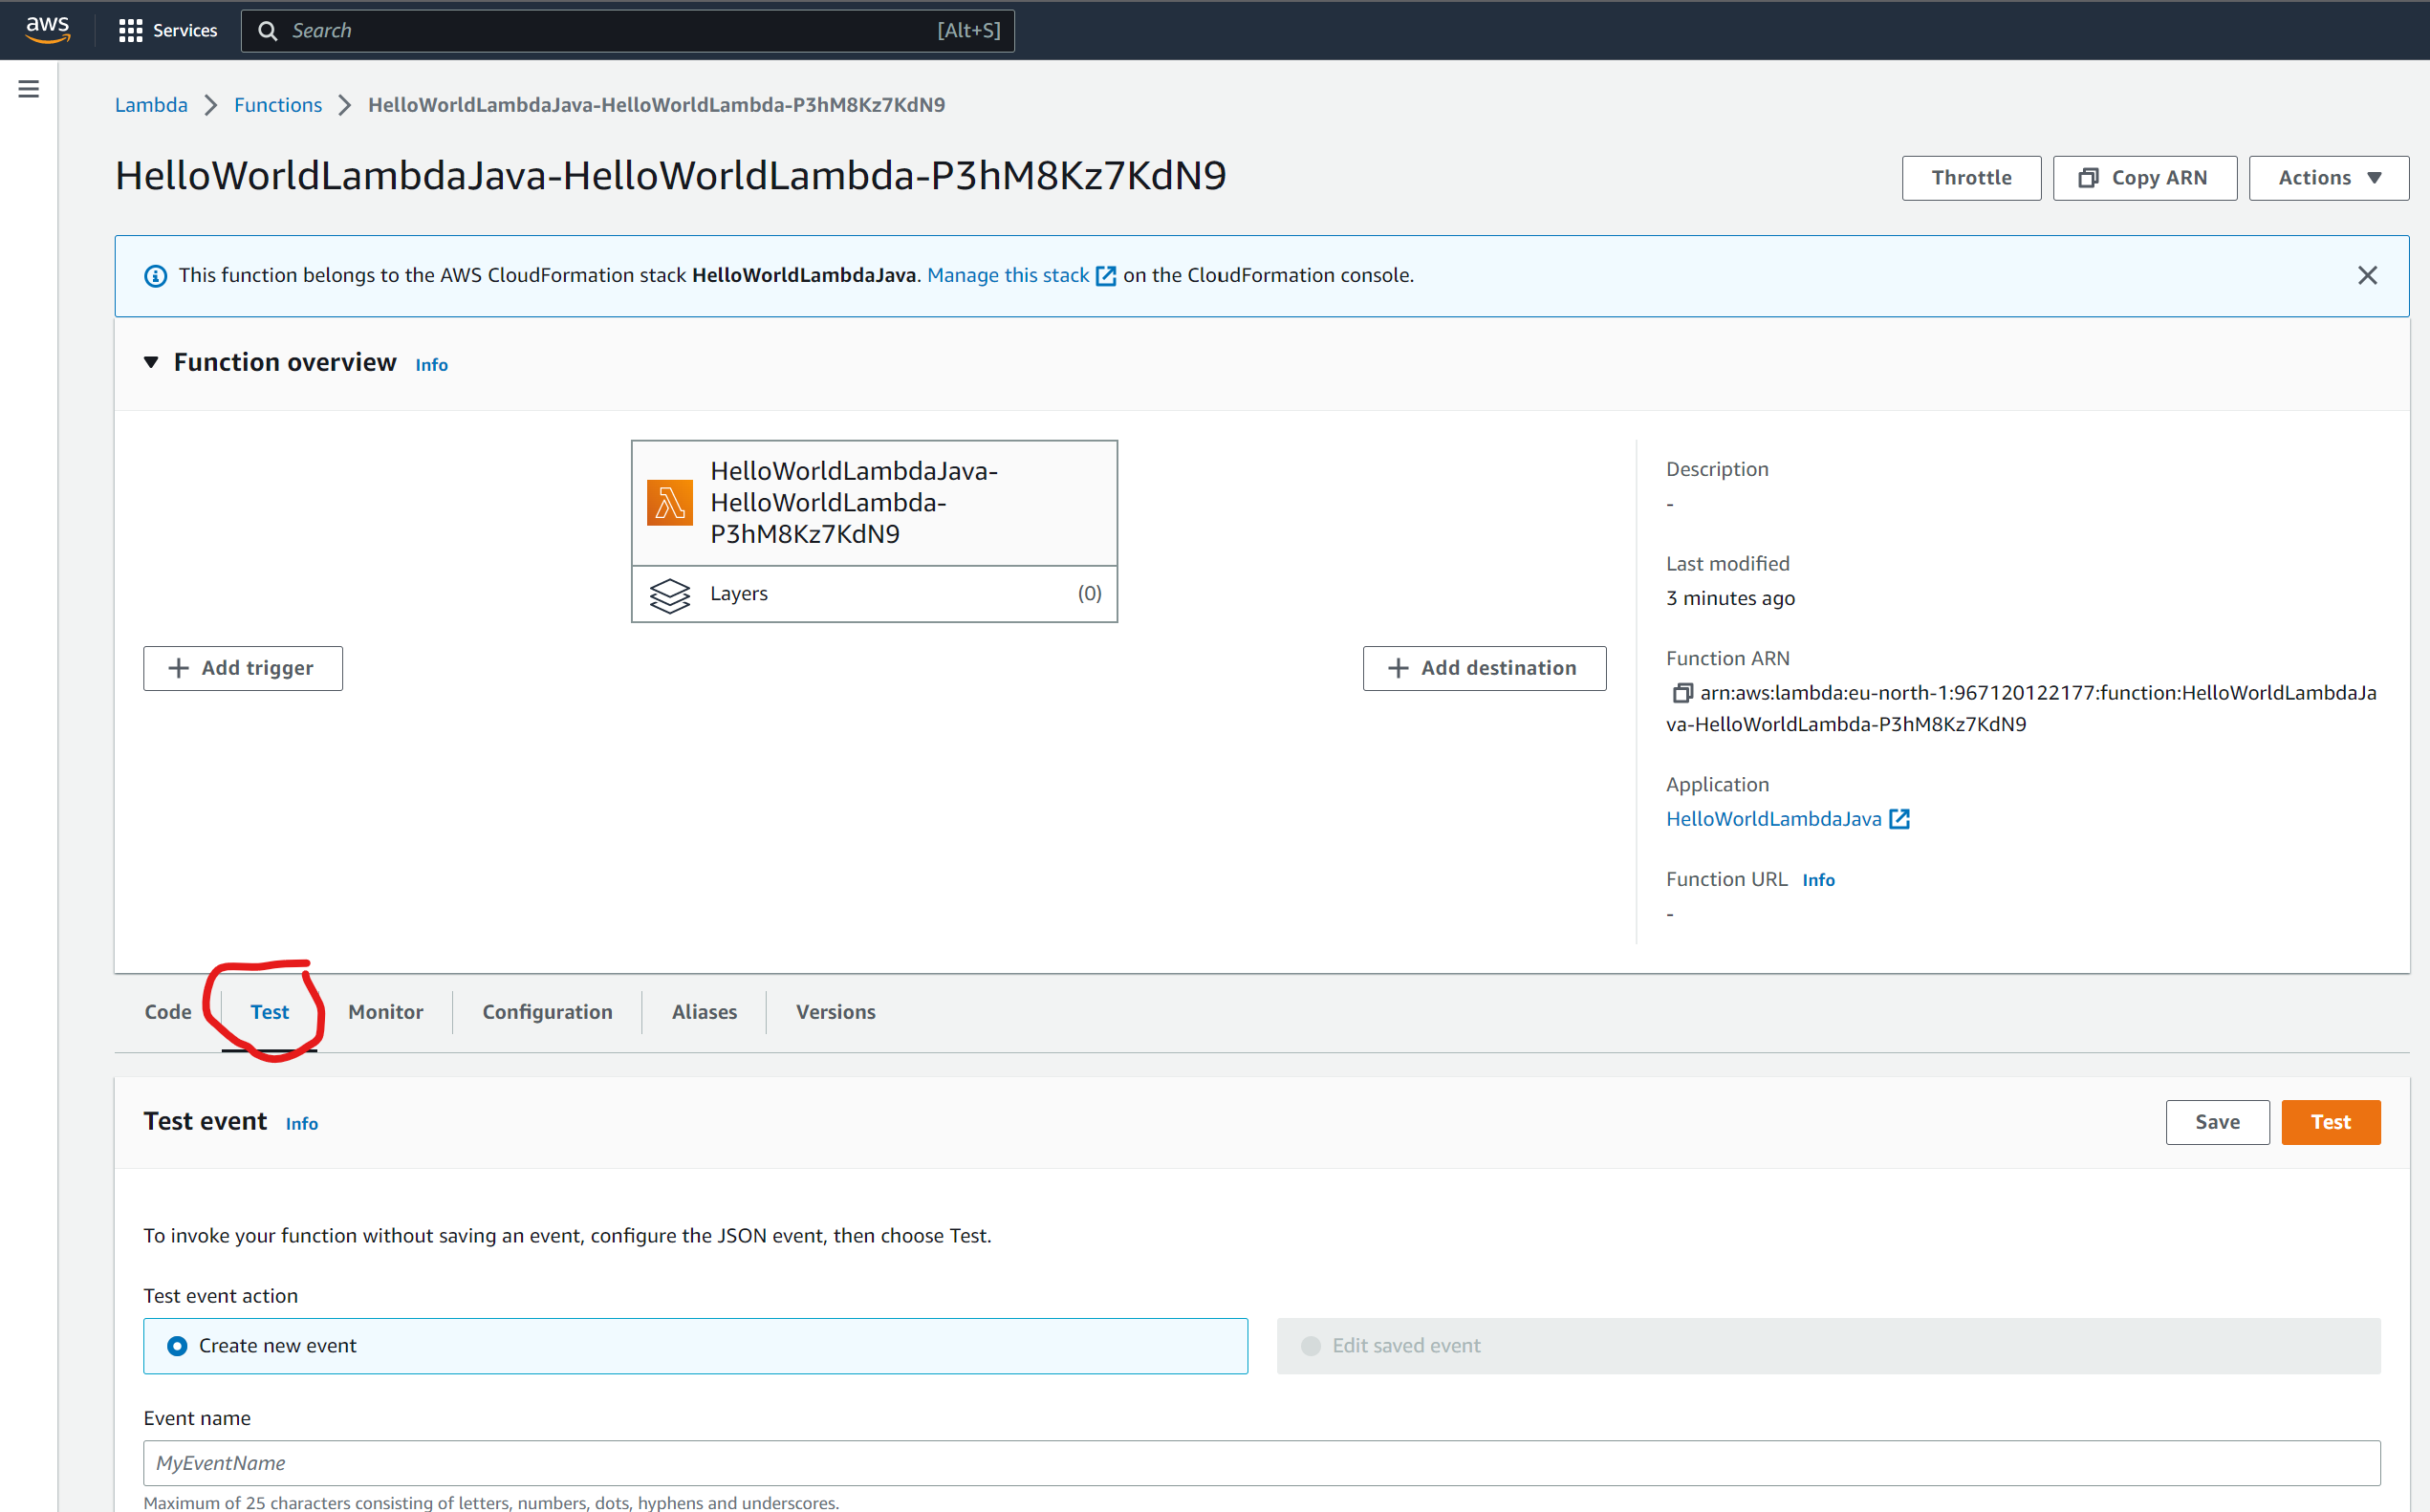 aws Services Search [Alt+S]
Lambda Functions HelloWorldLambdaJava-HelloWorldLambda-P3hM8Kz7KdN9
HelloWorldLambdaJava-HelloWorldLambda-P3hM8Kz7KdN9
Throttle Copy ARN Actions
This function belongs to the AWS CloudFormation stack HelloWorldLambdaJava. Manage this stack on the CloudFormation console.
Function overview Info
HelloWorldLambdaJava-
HelloWorldLambda-
P3hM8Kz7KdN9
Layers (0)
Add trigger
Add destination
Description
-
Last modified
3 minutes ago
Function ARN
arn:aws:lambda:eu-north-1:967120122177:function:HelloWorldLambdaJa
va-HelloWorldLambda-P3hM8Kz7KdN9
Application
HelloWorldLambdaJava
Function URL Info
-
Code Test Monitor Configuration Aliases Versions
Test event Info
Save Test
To invoke your function without saving an event, configure the JSON event, then choose Test.
Test event action
Create new event Edit saved event
Event name
MyEventName
Maximum of 25 characters consisting of letters, numbers, dots, hyphens and underscores.